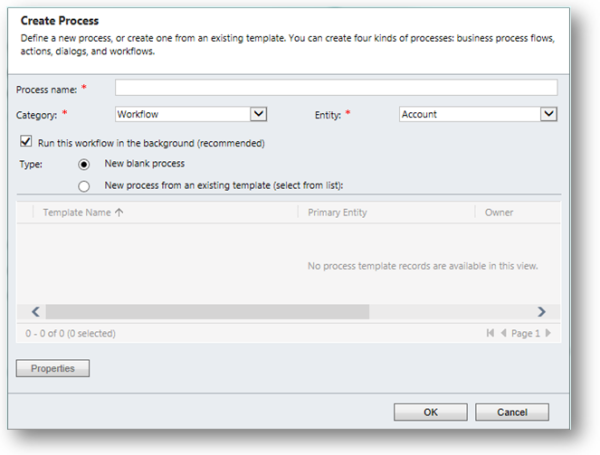 Create Process
Define a new process, or create one from an existing template. You can create four kinds of processes: business process flows,
actions, dialogs, and workflows.
Process name: *
Category: * Workflow Entity: * Account
Run this workflow in the background (recommended)
Type: New blank process
New process from an existing template (select from list):
Template Name ↑ Primary Entity Owner
No process template records are available in this view.
0 - 0 of 0 (0 selected) Page 1
Properties
OK Cancel